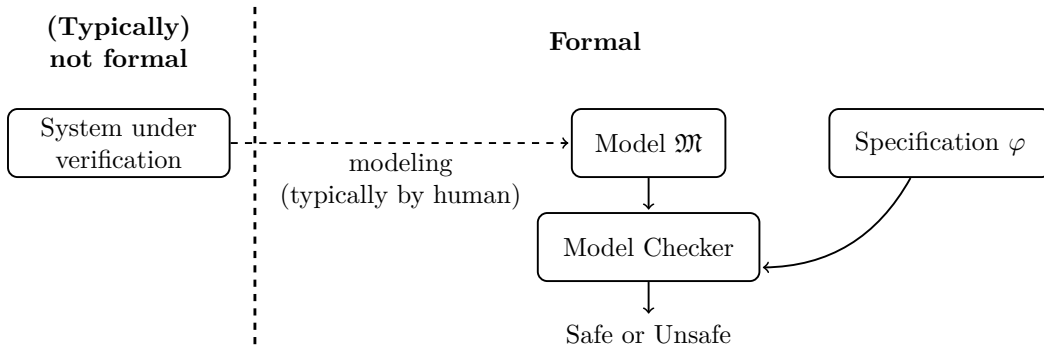 (Typically)
not formal
Formal
System under
verification
modeling
(typically by human)
Model 𝔐
Specification φ
Model Checker
Safe or Unsafe